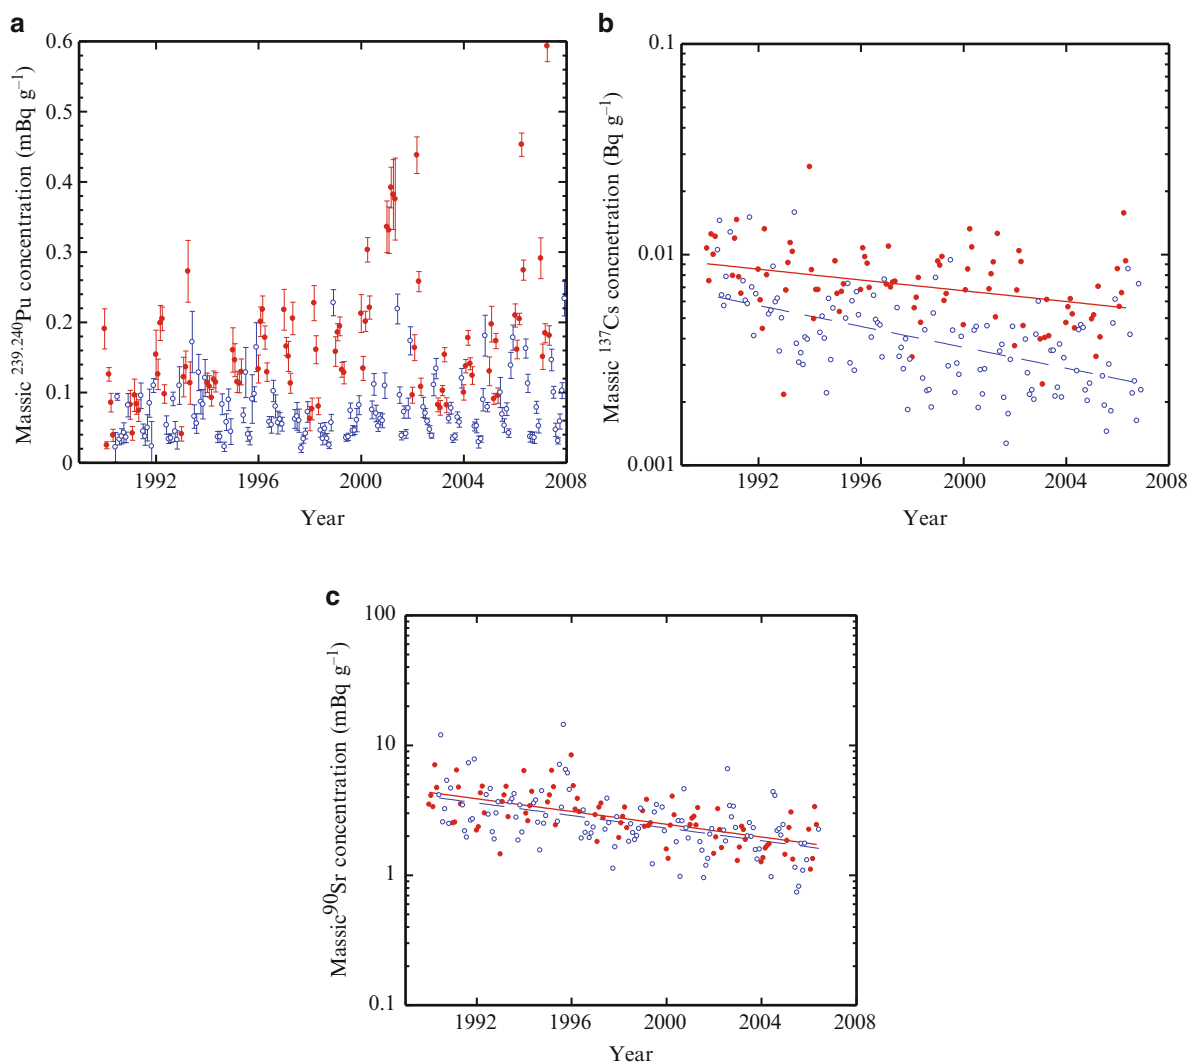 a
Massic 239.240Pu concentration (mBq g−1)
0.6
0.5
0.4
0.3
0.2
0.1
0
1992 1996 2000 2004 2008
Year
b
Massic 137Cs concnetration (Bq g−1)
0.1
0.01
0.001
1992 1996 2000 2004 2008
Year
c
Massic90Sr concentration (mBq g−1)
100
10
1
0.1
1992 1996 2000 2004 2008
Year